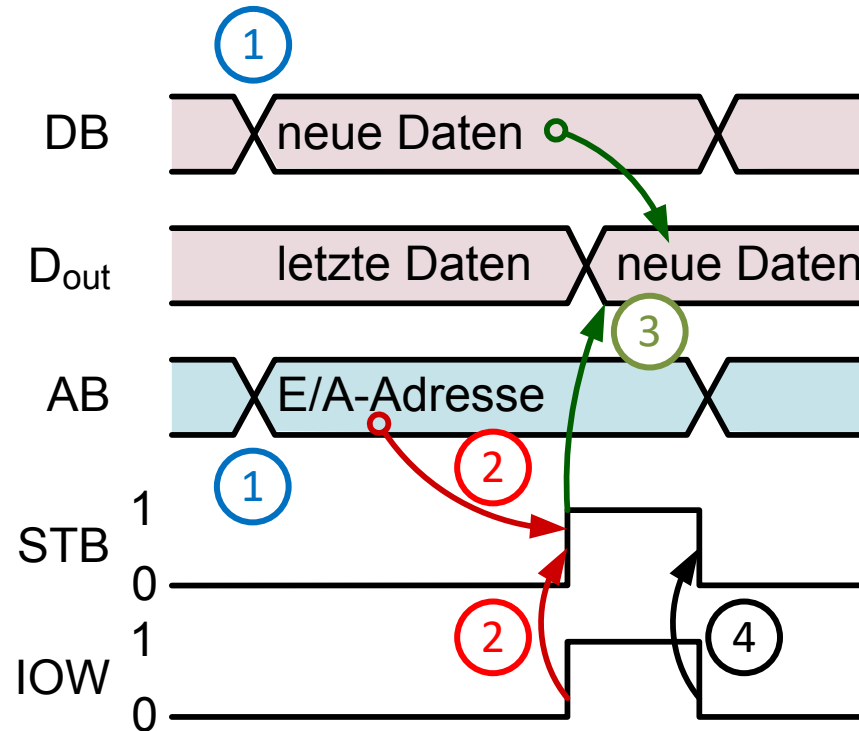 1
DB neue Daten
D_out letzte Daten neue Daten
3
AB E/A-Adresse
2
1
1
STB
0
2
4
1
IOW
0